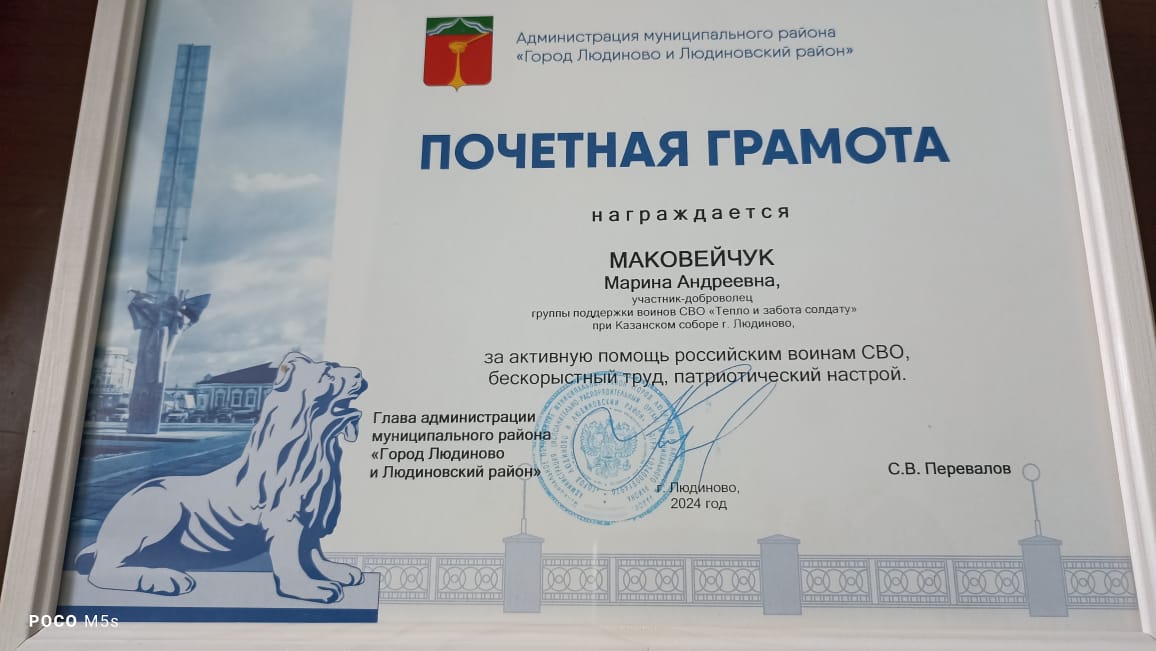 Администрация муниципального района
«Город Людиново и Людиновский район»
ПОЧЕТНАЯ ГРАМОТА
награждается
МАКОВЕЙЧУК
Марина Андреевна,
участник-доброволец
группы поддержки воинов СВО «Тепло и забота солдату»
при Казанском соборе г. Людиново,
за активную помощь российским воинам СВО,
бескорыстный труд, патриотический настрой.
Глава администрации
муниципального района
«Город Людиново
и Людиновский район»
С.В. Перевалов
г. Людиново,
2024 год
POCO M5s